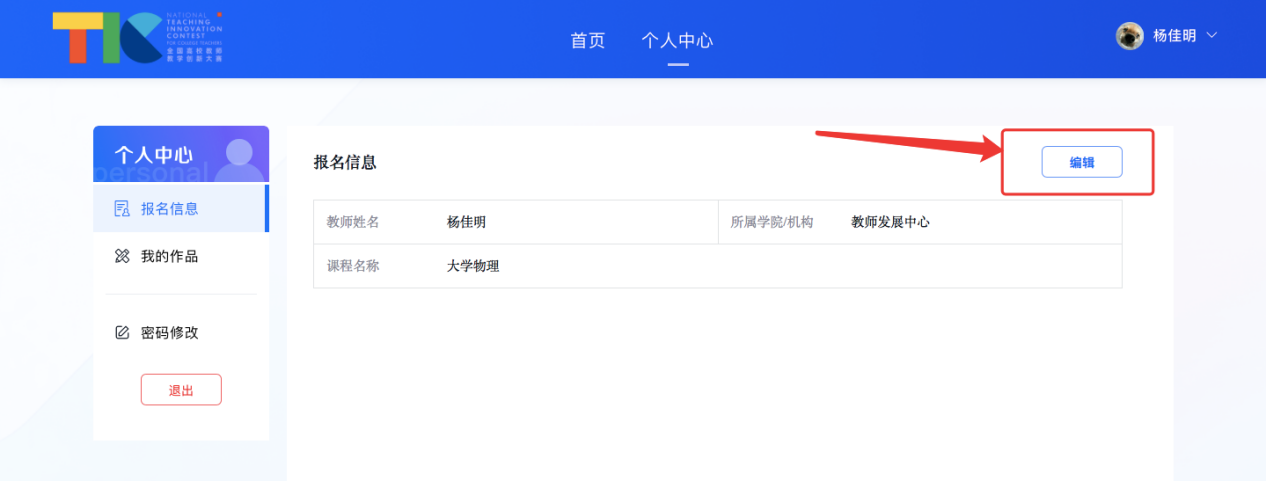 NATIONAL
TEACHING
INNOVATION
CONTEST
FOR COLLEGE TEACHERS
全国高校教师
教学创新大赛
首页
个人中心
杨佳明
个人中心
personal
报名信息
我的作品
密码修改
退出
报名信息
编辑
教师姓名 杨佳明 所属学院/机构 教师发展中心
课程名称 大学物理